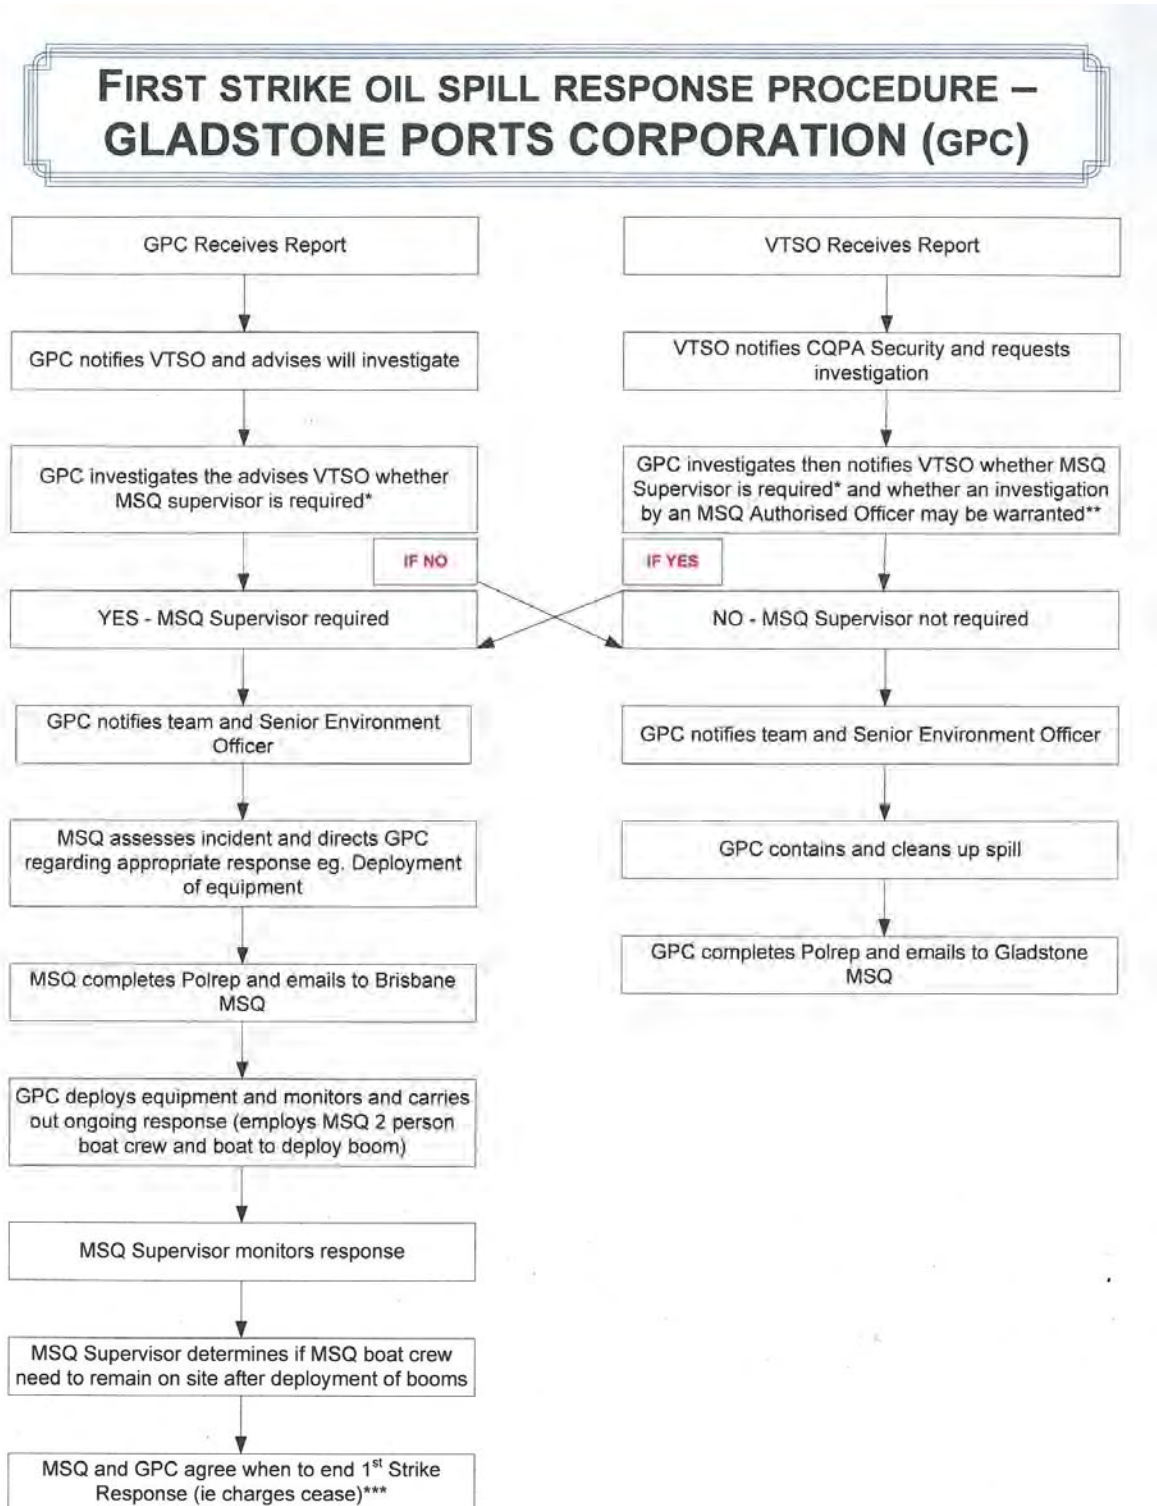 FIRST STRIKE OIL SPILL RESPONSE PROCEDURE –
GLADSTONE PORTS CORPORATION (GPC)
GPC Receives Report
VTSO Receives Report
GPC notifies VTSO and advises will investigate
VTSO notifies CQPA Security and requests
investigation
GPC investigates the advises VTSO whether
MSQ supervisor is required*
GPC investigates then notifies VTSO whether MSQ
Supervisor is required* and whether an investigation
by an MSQ Authorised Officer may be warranted**
IF NO
IF YES
YES - MSQ Supervisor required
NO - MSQ Supervisor not required
GPC notifies team and Senior Environment
Officer
GPC notifies team and Senior Environment Officer
MSQ assesses incident and directs GPC
regarding appropriate response eg. Deployment
of equipment
GPC contains and cleans up spill
MSQ completes Polrep and emails to Brisbane
MSQ
GPC completes Polrep and emails to Gladstone
MSQ
GPC deploys equipment and monitors and carries
out ongoing response (employs MSQ 2 person
boat crew and boat to deploy boom)
MSQ Supervisor monitors response
MSQ Supervisor determines if MSQ boat crew
need to remain on site after deployment of booms
MSQ and GPC agree when to end 1st Strike
Response (ie charges cease)***